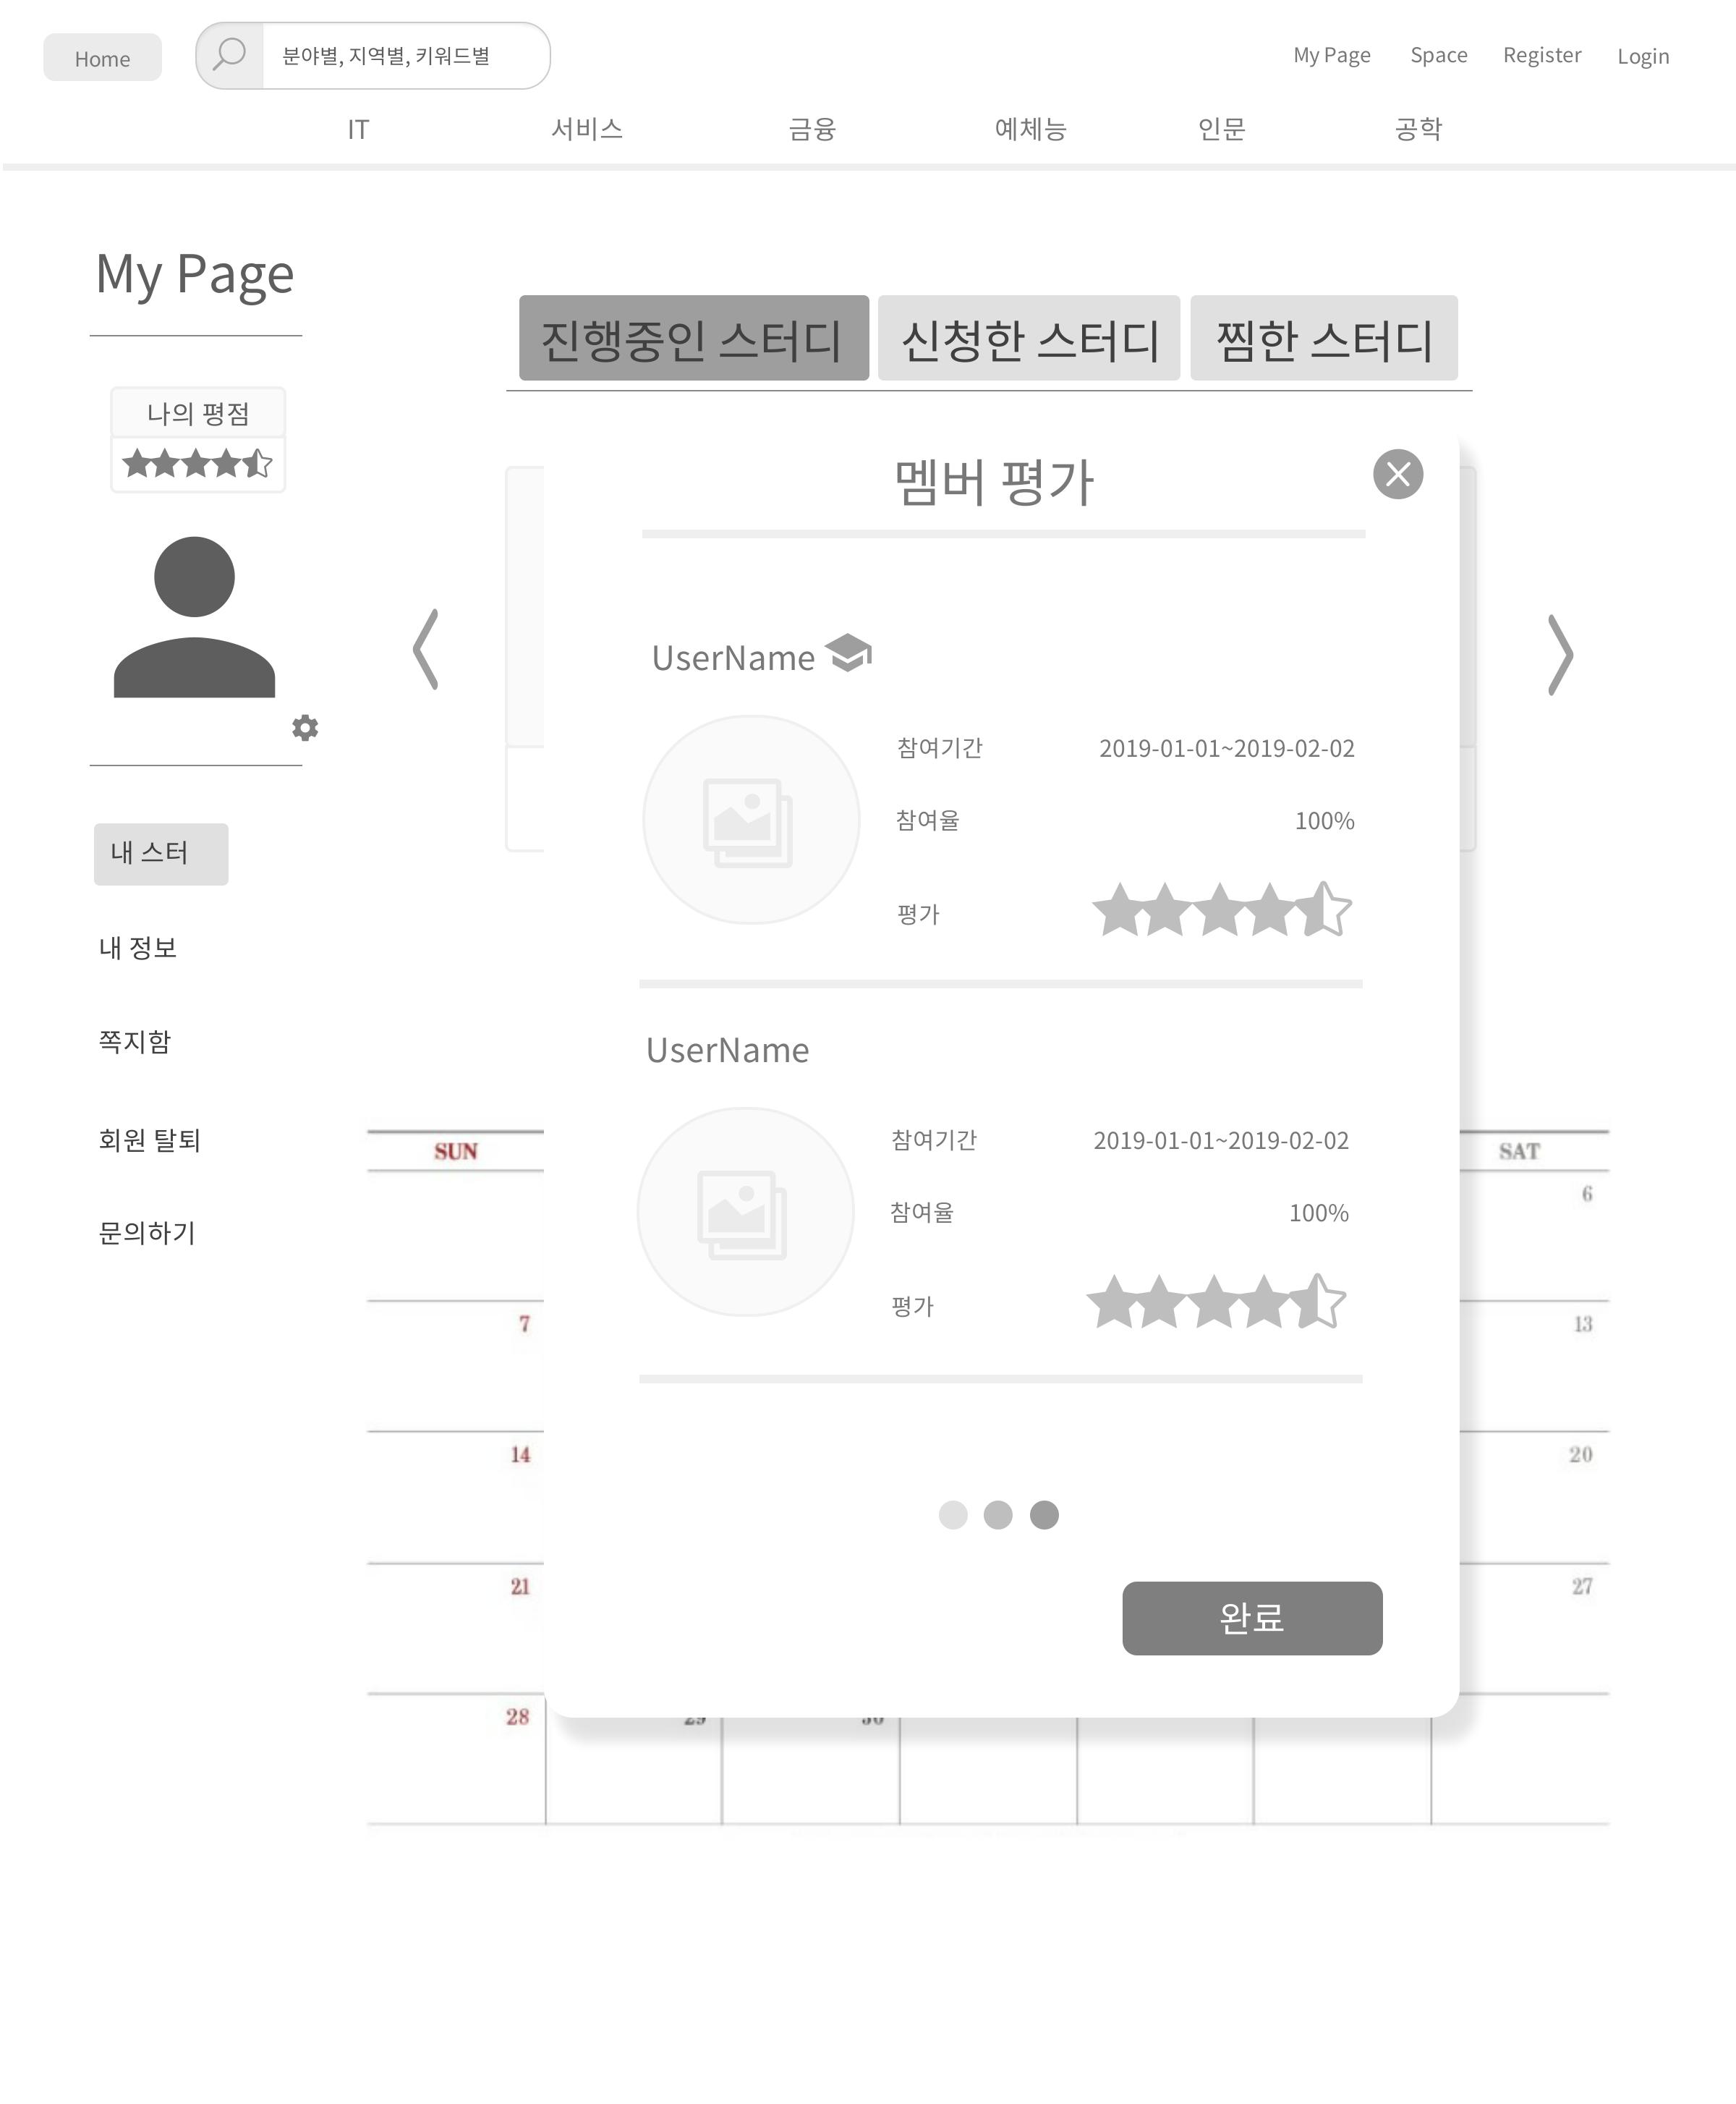 Home
분야별, 지역별, 키워드별
My Page
Space
Register
Login
IT
서비스
금융
예체능
인문
공학
My Page
나의 평점
내 스터
내 정보
쪽지함
회원 탈퇴
문의하기
진행중인 스터디
신청한 스터디
찜한 스터디
멤버 평가
UserName
참여기간
2019-01-01~2019-02-02
참여율
100%
평가
UserName
참여기간
2019-01-01~2019-02-02
참여율
100%
평가
완료
SUN
SAT
6
7
13
14
20
21
27
28
29
30